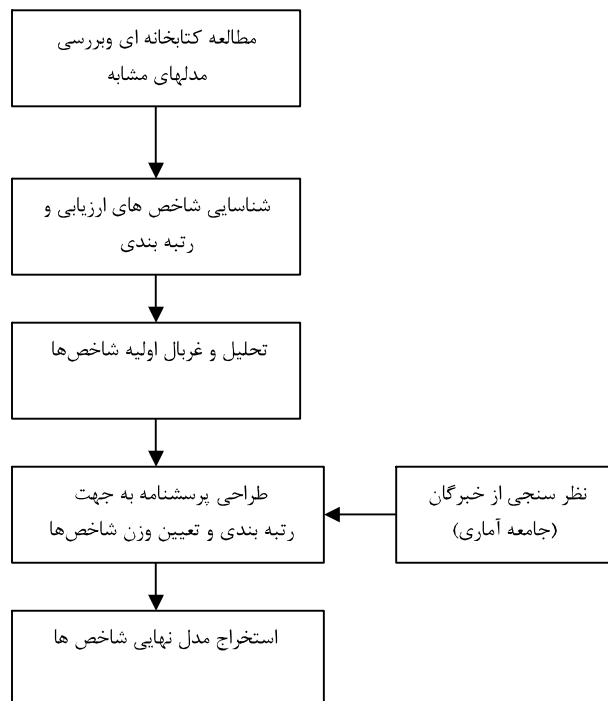 مطالعه کتابخانه ای وبررسی
مدلهای مشابه
شناسایی شاخص های ارزیابی و
رتبه بندی
تحلیل و غربال اولیه شاخص‌ها
طراحی پرسشنامه به جهت
رتبه بندی و تعیین وزن شاخص‌ها
نظر سنجی از خبرگان
(جامعه آماری)
استخراج مدل نهایی شاخص ها